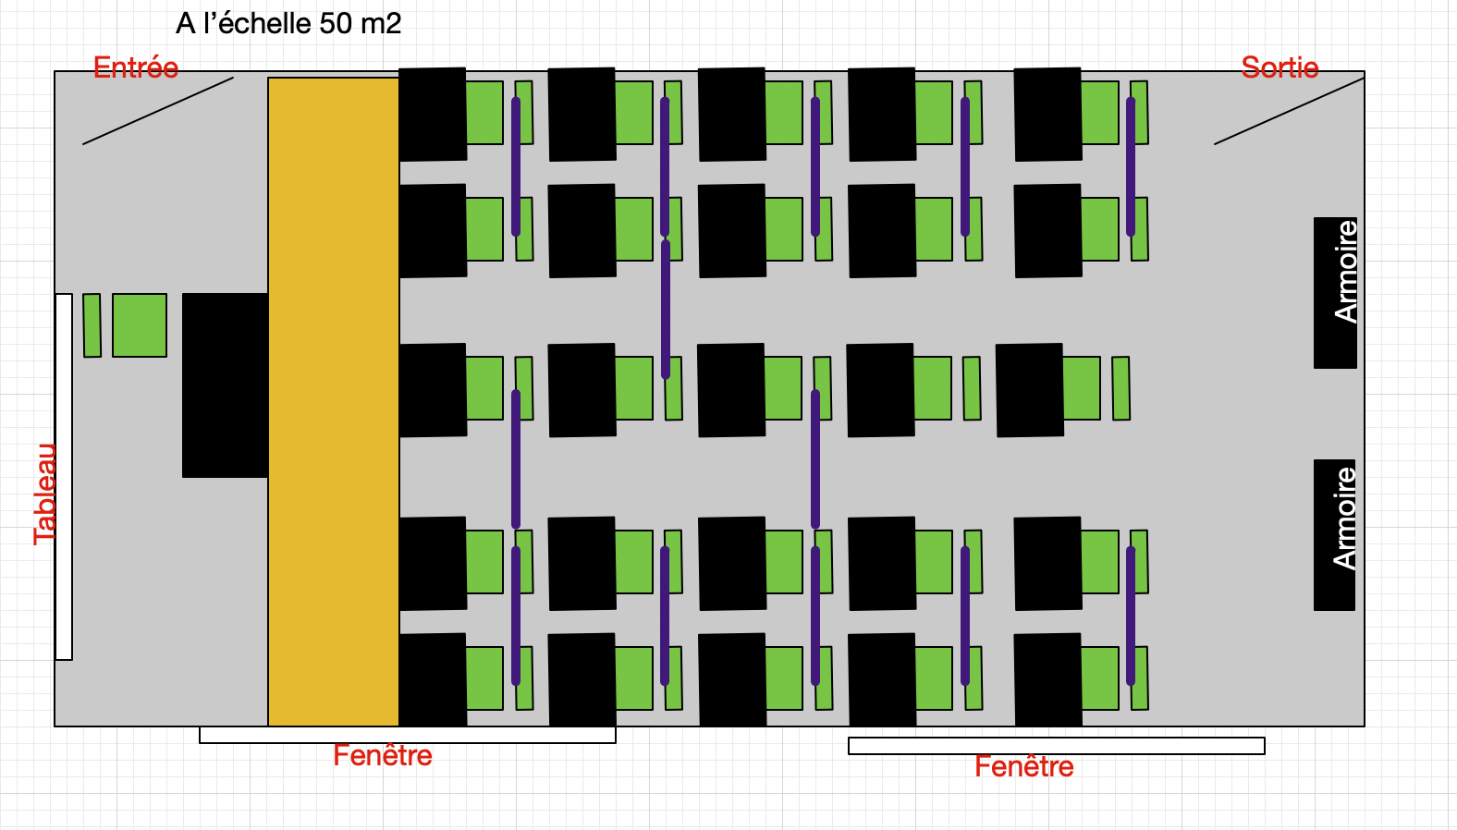 A l’échelle 50 m2
Entrée
Sortie
Armoire
Tableau
Armoire
Fenêtre
Fenêtre